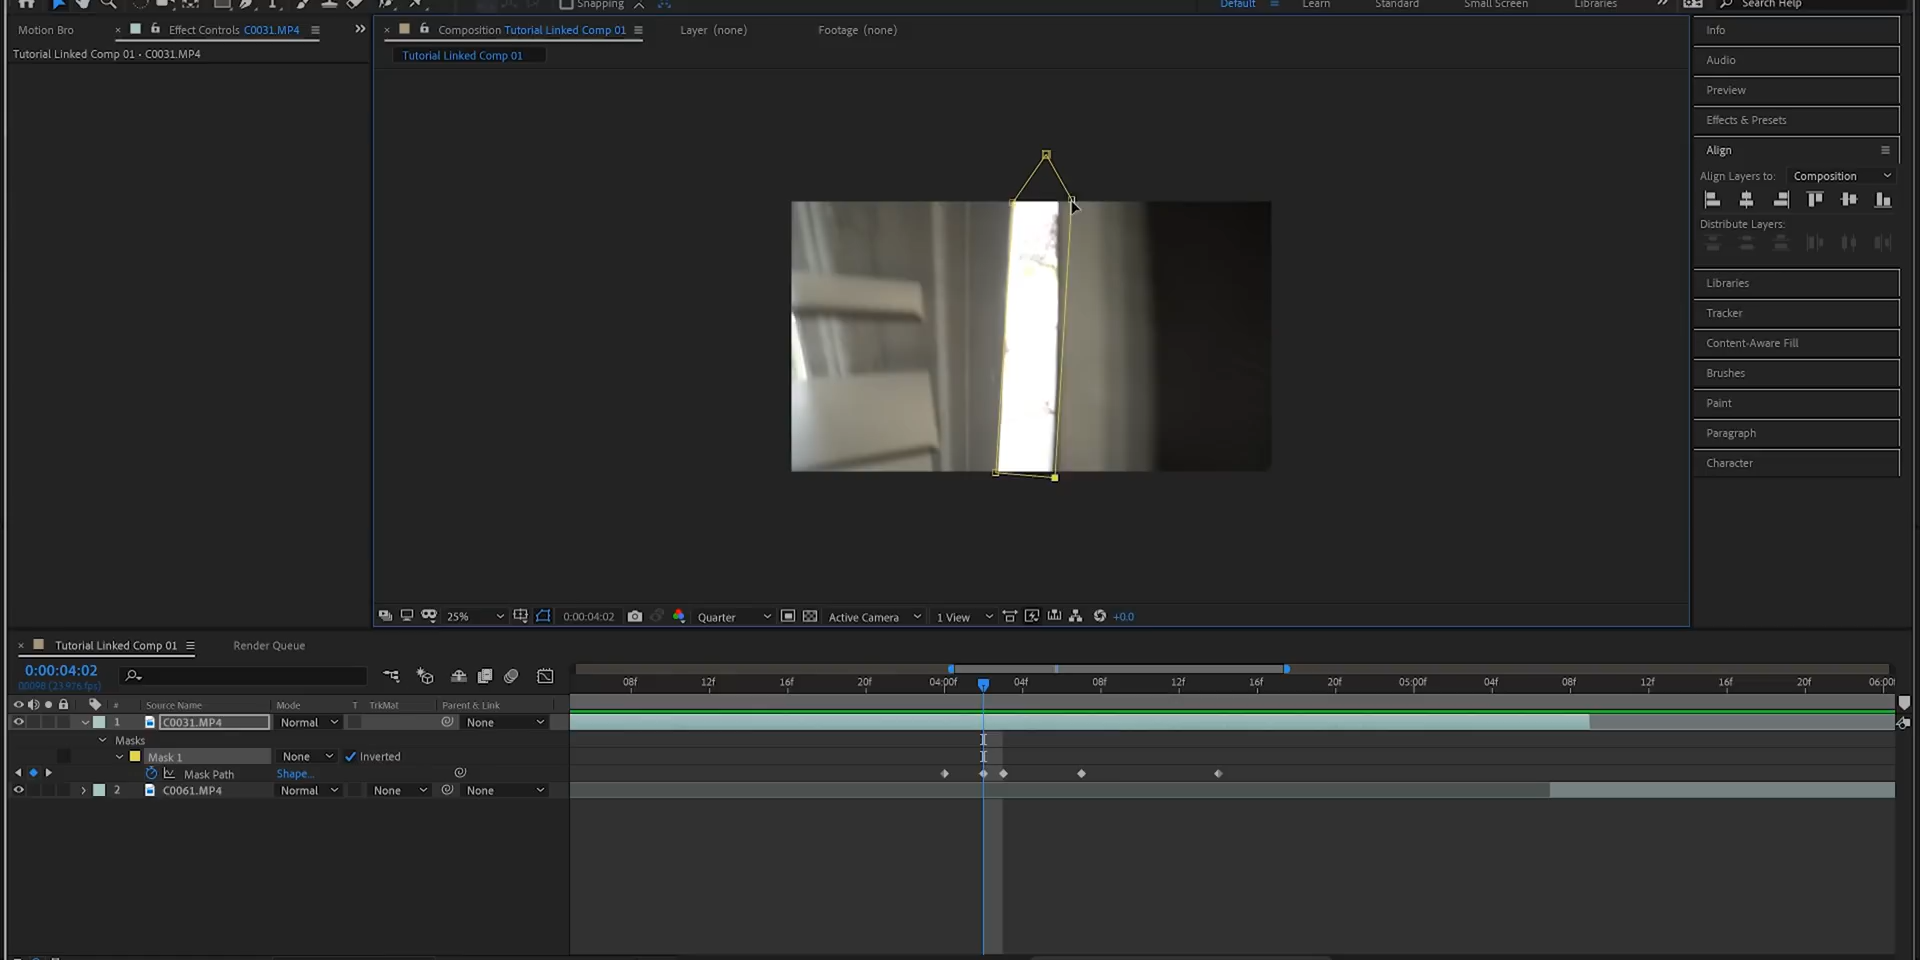 Snapping
Default
Learn
Standard
Small Screen
Libraries
Search Help
Motion Bro
Effect Controls C0031.MP4
Composition Tutorial Linked Comp 01
Layer (none)
Footage (none)
Tutorial Linked Comp 01 • C0031.MP4
Tutorial Linked Comp 01
Info
Audio
Preview
Effects & Presets
Align
Align Layers to: Composition
Distribute Layers:
Libraries
Tracker
Content-Aware Fill
Brushes
Paint
Paragraph
Character
25%
0:00:04:02
Quarter
Active Camera
1 View
+0.0
Tutorial Linked Comp 01
Render Queue
0:00:04:02
00098 (23.976 fps)
08f 12f 16f 20f 04:00f 04f 08f 12f 16f 20f 05:00f 04f 08f 12f 16f 20f 06:00f
# Source Name Mode T TrkMat Parent & Link
1 C0031.MP4 Normal None
Masks
Mask 1 None Inverted
Mask Path Shape...
2 C0061.MP4 Normal None None